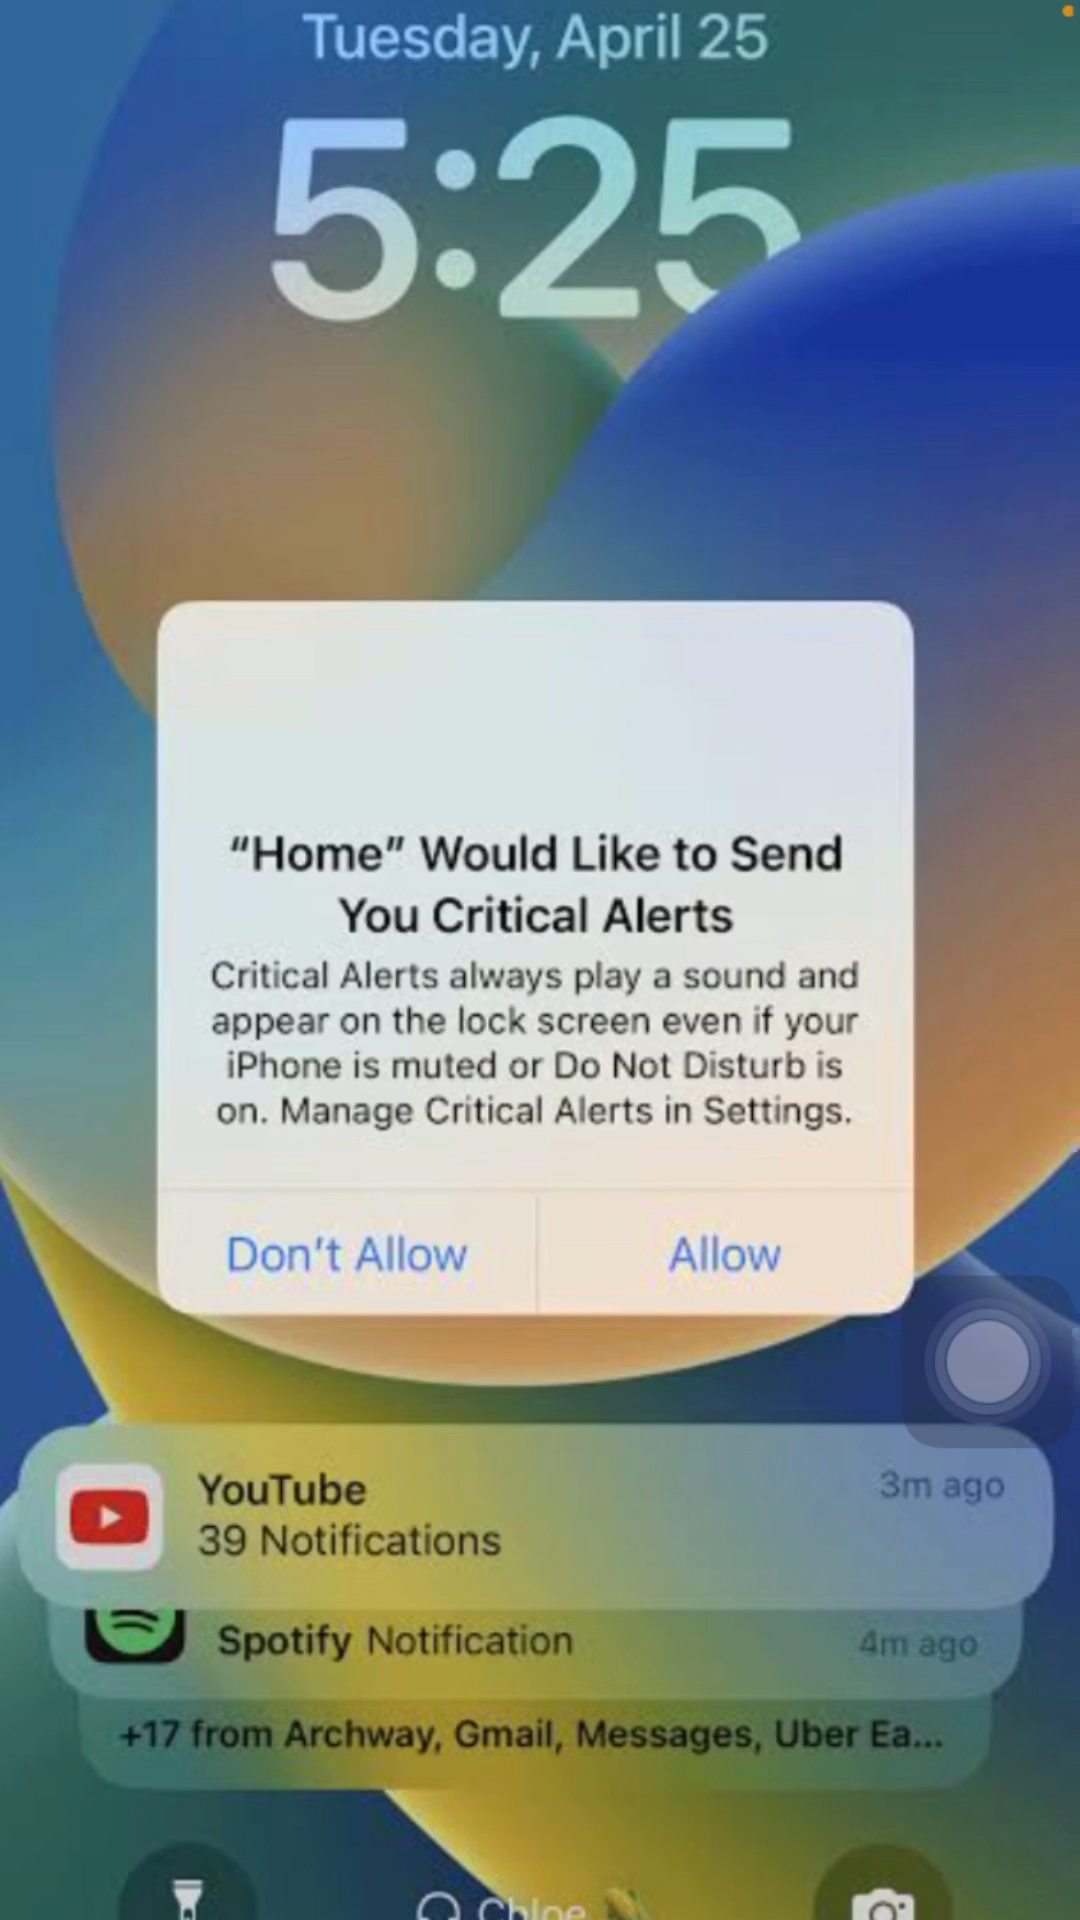 Tuesday, April 25
5:25
“Home” Would Like to Send
You Critical Alerts
Critical Alerts always play a sound and
appear on the lock screen even if your
iPhone is muted or Do Not Disturb is
on. Manage Critical Alerts in Settings.
Don’t Allow
Allow
YouTube
3m ago
39 Notifications
Spotify Notification
4m ago
+17 from Archway, Gmail, Messages, Uber Ea...
Chloe